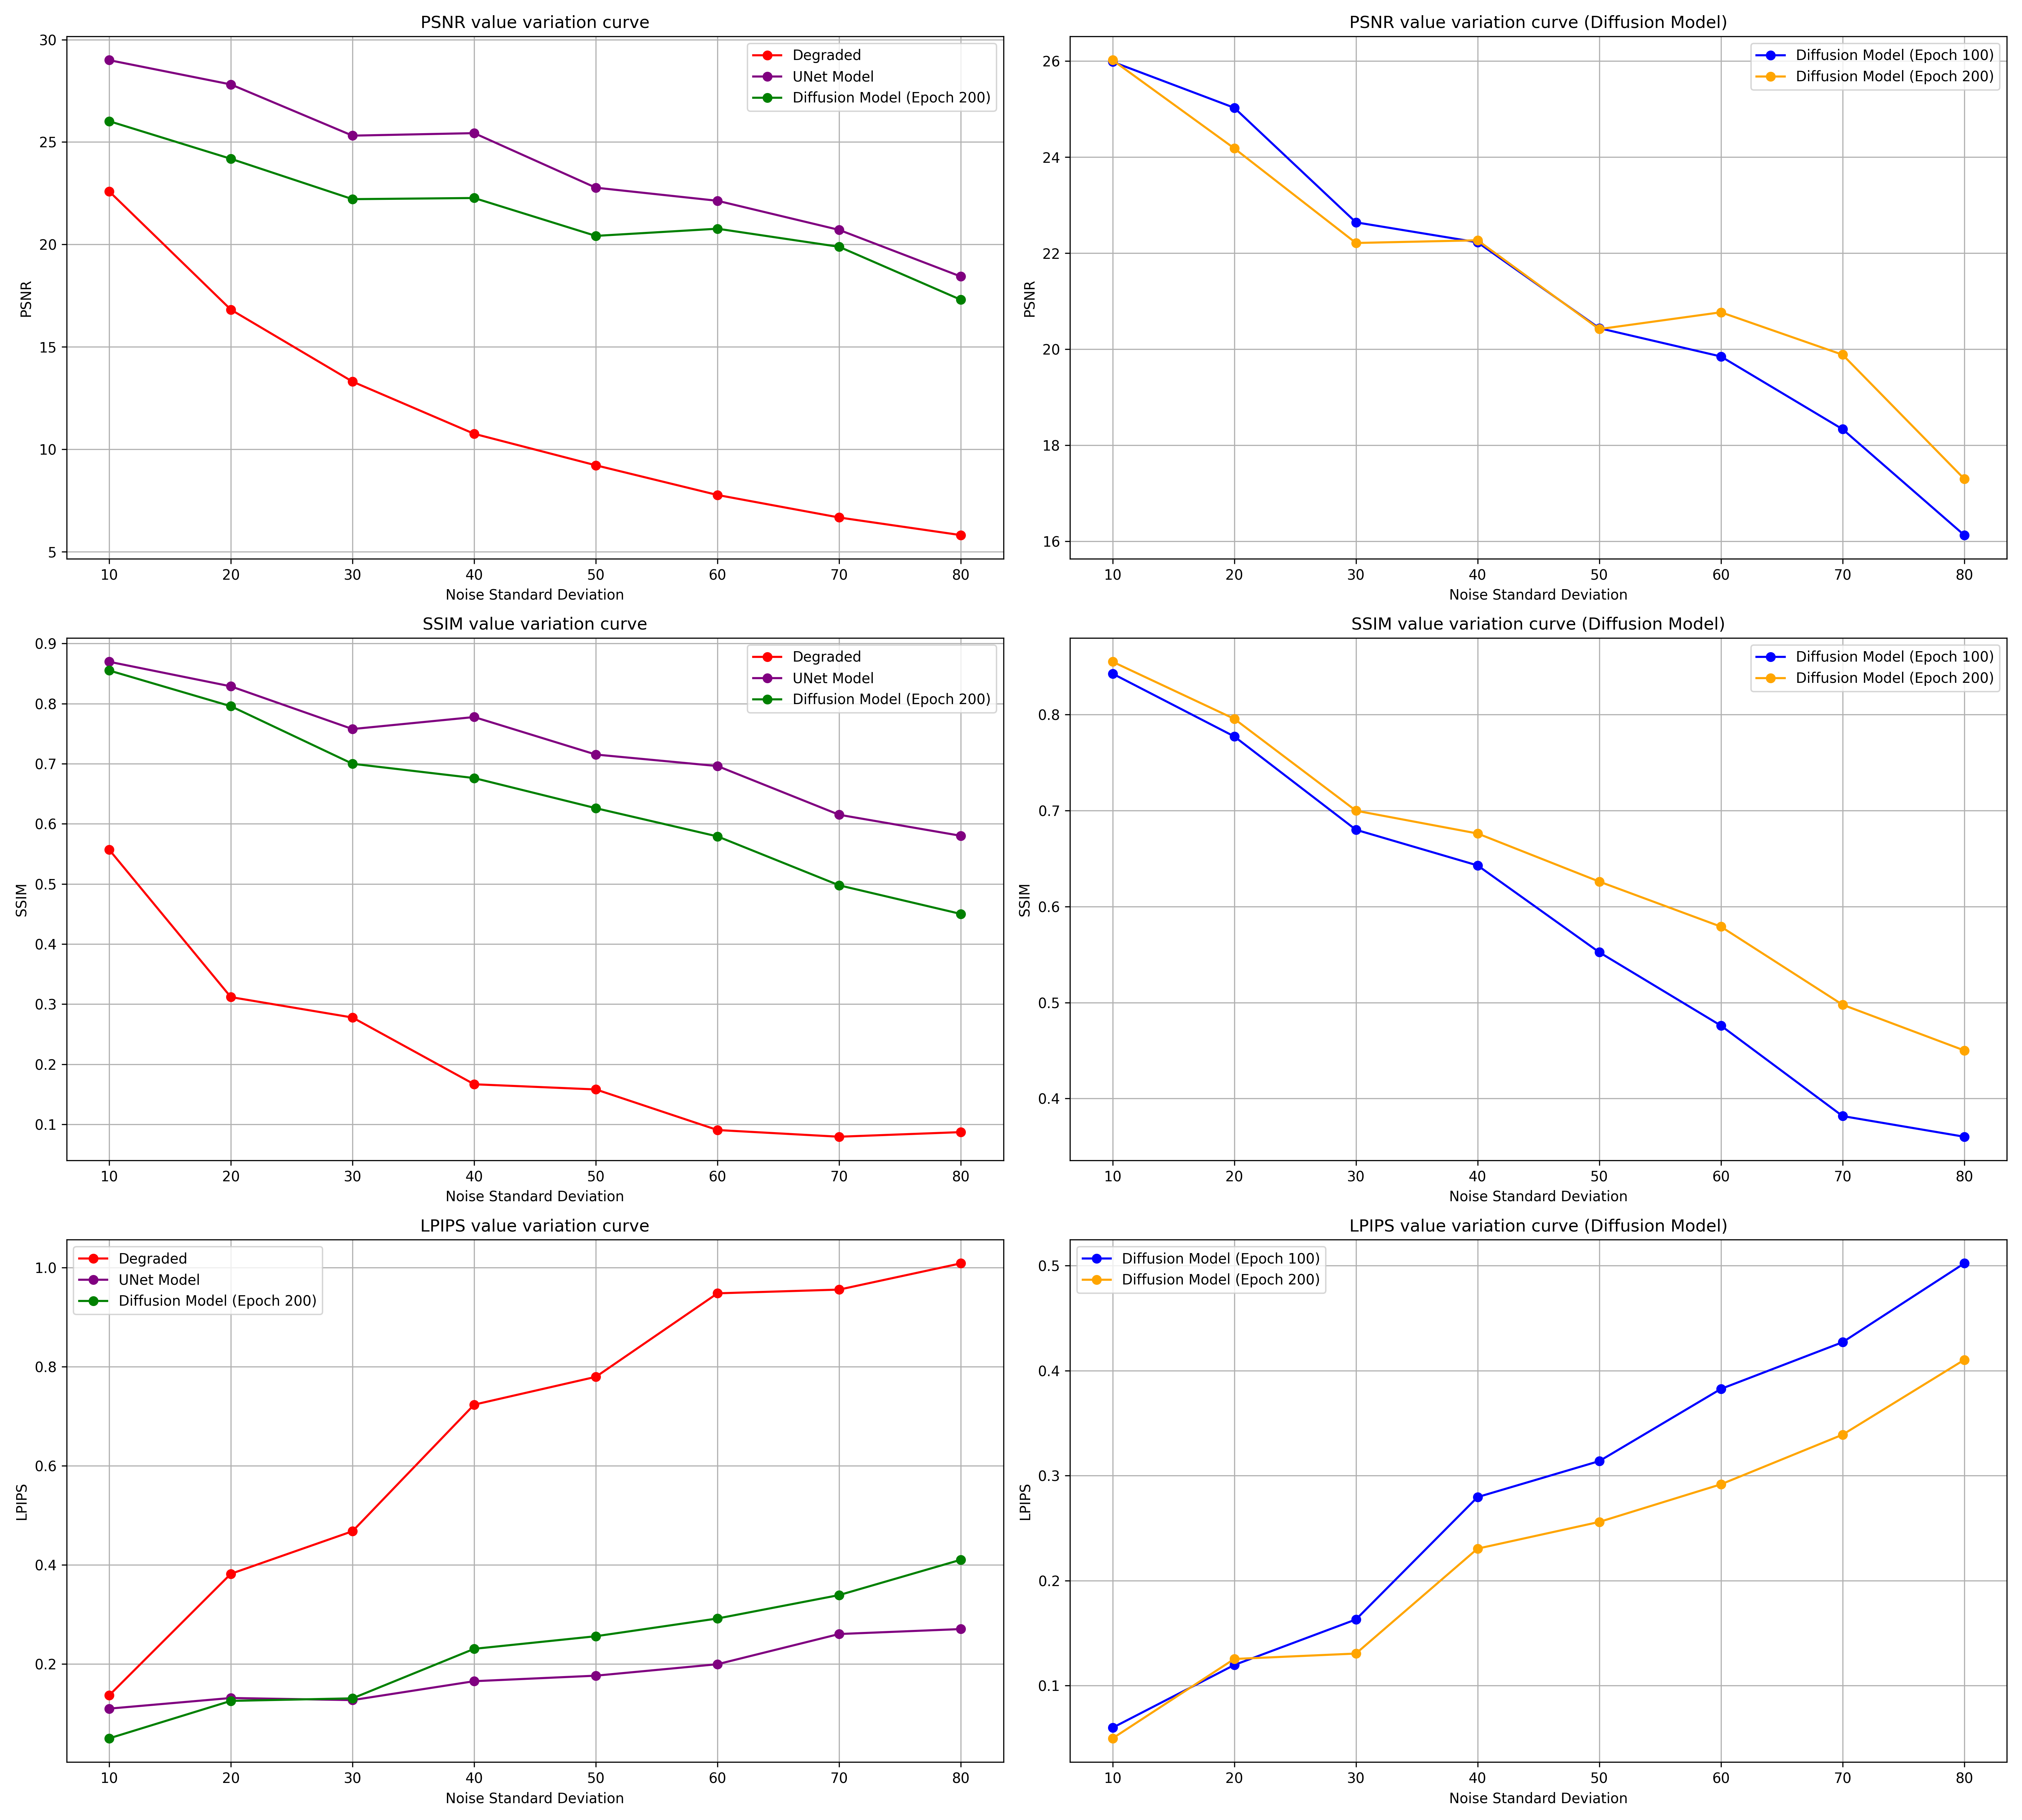 PSNR value variation curve
30
25
20
15
10
5
PSNR
Degraded
UNet Model
Diffusion Model (Epoch 200)
10 20 30 40 50 60 70 80
Noise Standard Deviation
PSNR value variation curve (Diffusion Model)
26
24
22
20
18
16
PSNR
Diffusion Model (Epoch 100)
Diffusion Model (Epoch 200)
10 20 30 40 50 60 70 80
Noise Standard Deviation
SSIM value variation curve
0.9
0.8
0.7
0.6
0.5
0.4
0.3
0.2
0.1
SSIM
Degraded
UNet Model
Diffusion Model (Epoch 200)
10 20 30 40 50 60 70 80
Noise Standard Deviation
SSIM value variation curve (Diffusion Model)
0.8
0.7
0.6
0.5
0.4
SSIM
Diffusion Model (Epoch 100)
Diffusion Model (Epoch 200)
10 20 30 40 50 60 70 80
Noise Standard Deviation
LPIPS value variation curve
1.0
0.8
0.6
0.4
0.2
LPIPS
Degraded
UNet Model
Diffusion Model (Epoch 200)
10 20 30 40 50 60 70 80
Noise Standard Deviation
LPIPS value variation curve (Diffusion Model)
0.5
0.4
0.3
0.2
0.1
LPIPS
Diffusion Model (Epoch 100)
Diffusion Model (Epoch 200)
10 20 30 40 50 60 70 80
Noise Standard Deviation